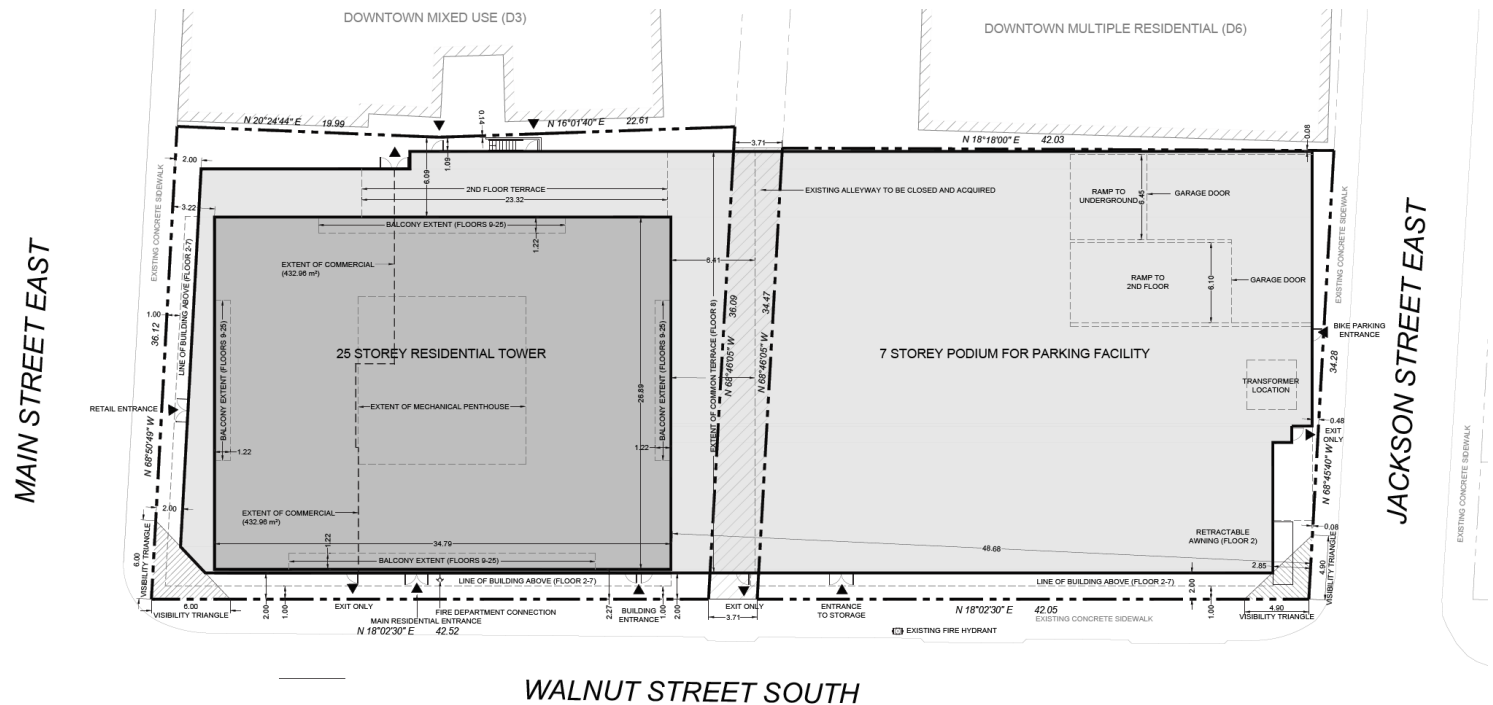 DOWNTOWN MIXED USE (D3)
DOWNTOWN MULTIPLE RESIDENTIAL (D6)
N 20°24'44" E 19.99
0.14
N 16°01'40" E 22.61
3.71
N 18°18'00" E 42.03
0.08
2.00
1.09
6.09
2ND FLOOR TERRACE
23.32
EXISTING ALLEYWAY TO BE CLOSED AND ACQUIRED
RAMP TO
UNDERGROUND
6.45
GARAGE DOOR
3.22
BALCONY EXTENT (FLOORS 9-25)
1.22
EXISTING CONCRETE SIDEWALK
LINE OF BUILDING ABOVE (FLOOR 2-7)
EXTENT OF COMMERCIAL
(432.96 m²)
6.41
RAMP TO
2ND FLOOR
6.10
GARAGE DOOR
EXISTING CONCRETE SIDEWALK
1.00
36.12
36.09
34.47
EXTENT OF COMMON TERRACE (FLOOR 8)
N 68°46'05" W
N 68°46'05" W
BIKE PARKING
ENTRANCE
MAIN STREET EAST
25 STOREY RESIDENTIAL TOWER
7 STOREY PODIUM FOR PARKING FACILITY
34.28
JACKSON STREET EAST
BALCONY EXTENT (FLOORS 9-25)
BALCONY EXTENT (FLOORS 9-25)
TRANSFORMER
LOCATION
RETAIL ENTRANCE
EXTENT OF MECHANICAL PENTHOUSE
26.89
0.48
EXIT
ONLY
N 68°50'49" W
1.22
1.22
N 68°45'40" W
EXISTING CONCRETE SIDEWALK
2.00
EXTENT OF COMMERCIAL
(432.96 m²)
RETRACTABLE
AWNING (FLOOR 2)
0.08
34.79
1.22
48.68
6.00
VISIBILITY TRIANGLE
BALCONY EXTENT (FLOORS 9-25)
2.85
4.90
VISIBILITY TRIANGLE
LINE OF BUILDING ABOVE (FLOOR 2-7)
LINE OF BUILDING ABOVE (FLOOR 2-7)
6.00
VISIBILITY TRIANGLE
2.00
1.00
EXIT ONLY
FIRE DEPARTMENT CONNECTION
MAIN RESIDENTIAL ENTRANCE
N 18°02'30" E 42.52
2.27
BUILDING
ENTRANCE
1.00
2.00
EXIT ONLY
3.71
ENTRANCE
TO STORAGE
N 18°02'30" E 42.05
EXISTING CONCRETE SIDEWALK
EXISTING FIRE HYDRANT
2.00
1.00
4.90
VISIBILITY TRIANGLE
WALNUT STREET SOUTH